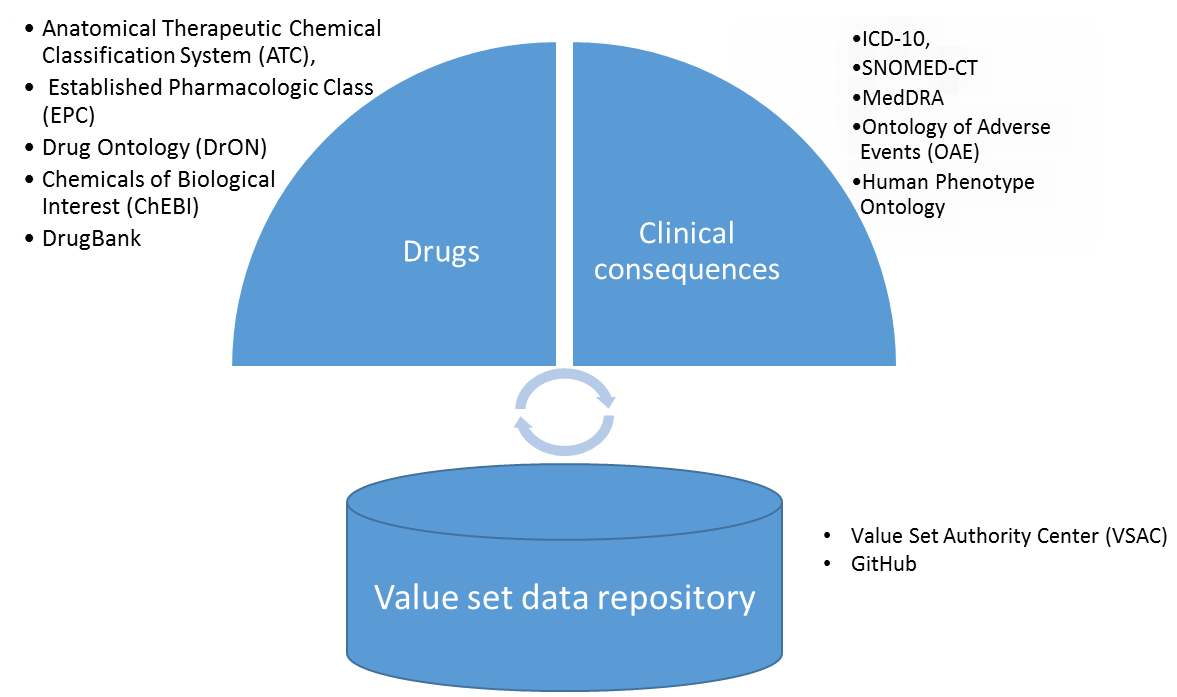 • Anatomical Therapeutic Chemical
Classification System (ATC),
• Established Pharmacologic Class
(EPC)
• Drug Ontology (DrON)
• Chemicals of Biological
Interest (ChEBI)
• DrugBank
Drugs
Clinical
consequences
•ICD-10,
•SNOMED-CT
•MedDRA
•Ontology of Adverse
Events (OAE)
•Human Phenotype
Ontology
Value set data repository
• Value Set Authority Center (VSAC)
• GitHub